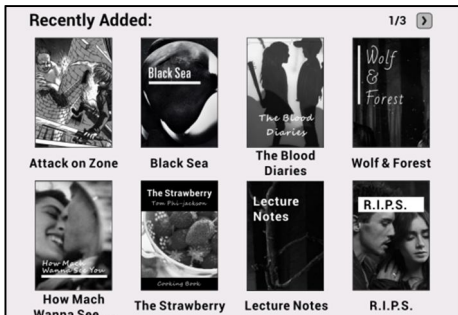 Recently Added:
1/3 >
Black Sea
The Blood
Diaries
Wolf
&
Forest
Attack on Zone
Black Sea
The Blood
Diaries
Wolf & Forest
How Mach
Wanna See You
The Strawberry
Tom Phi-jackson
Cooking Book
Lecture
Notes
R.I.P.S.
How Mach
Wanna See
The Strawberry
Lecture Notes
R.I.P.S.